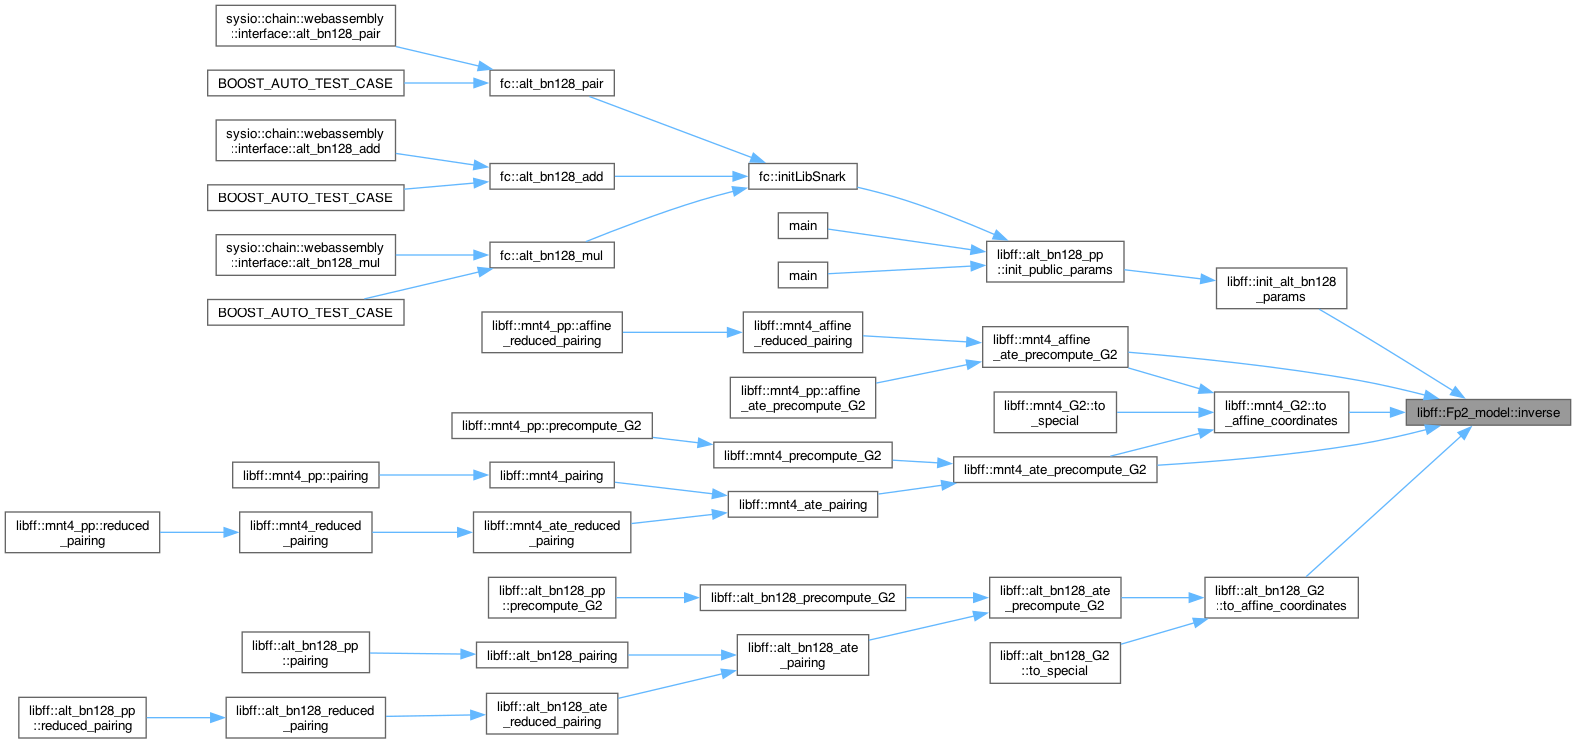 sysio::chain::webassembly
::interface::alt_bn128_pair
BOOST_AUTO_TEST_CASE
fc::alt_bn128_pair
sysio::chain::webassembly
::interface::alt_bn128_add
BOOST_AUTO_TEST_CASE
fc::alt_bn128_add
fc::initLibSnark
sysio::chain::webassembly
::interface::alt_bn128_mul
BOOST_AUTO_TEST_CASE
fc::alt_bn128_mul
main
main
libff::alt_bn128_pp
::init_public_params
libff::init_alt_bn128
_params
libff::mnt4_pp::affine
_reduced_pairing
libff::mnt4_affine
_reduced_pairing
libff::mnt4_affine
_ate_precompute_G2
libff::mnt4_pp::affine
_ate_precompute_G2
libff::mnt4_G2::to
_special
libff::mnt4_G2::to
_affine_coordinates
libff::Fp2_model::inverse
libff::mnt4_pp::precompute_G2
libff::mnt4_precompute_G2
libff::mnt4_ate_precompute_G2
libff::mnt4_pp::pairing
libff::mnt4_pairing
libff::mnt4_ate_pairing
libff::mnt4_pp::reduced
_pairing
libff::mnt4_reduced
_pairing
libff::mnt4_ate_reduced
_pairing
libff::alt_bn128_pp
::precompute_G2
libff::alt_bn128_precompute_G2
libff::alt_bn128_ate
_precompute_G2
libff::alt_bn128_G2
::to_affine_coordinates
libff::alt_bn128_pp
::pairing
libff::alt_bn128_pairing
libff::alt_bn128_ate
_pairing
libff::alt_bn128_G2
::to_special
libff::alt_bn128_pp
::reduced_pairing
libff::alt_bn128_reduced
_pairing
libff::alt_bn128_ate
_reduced_pairing